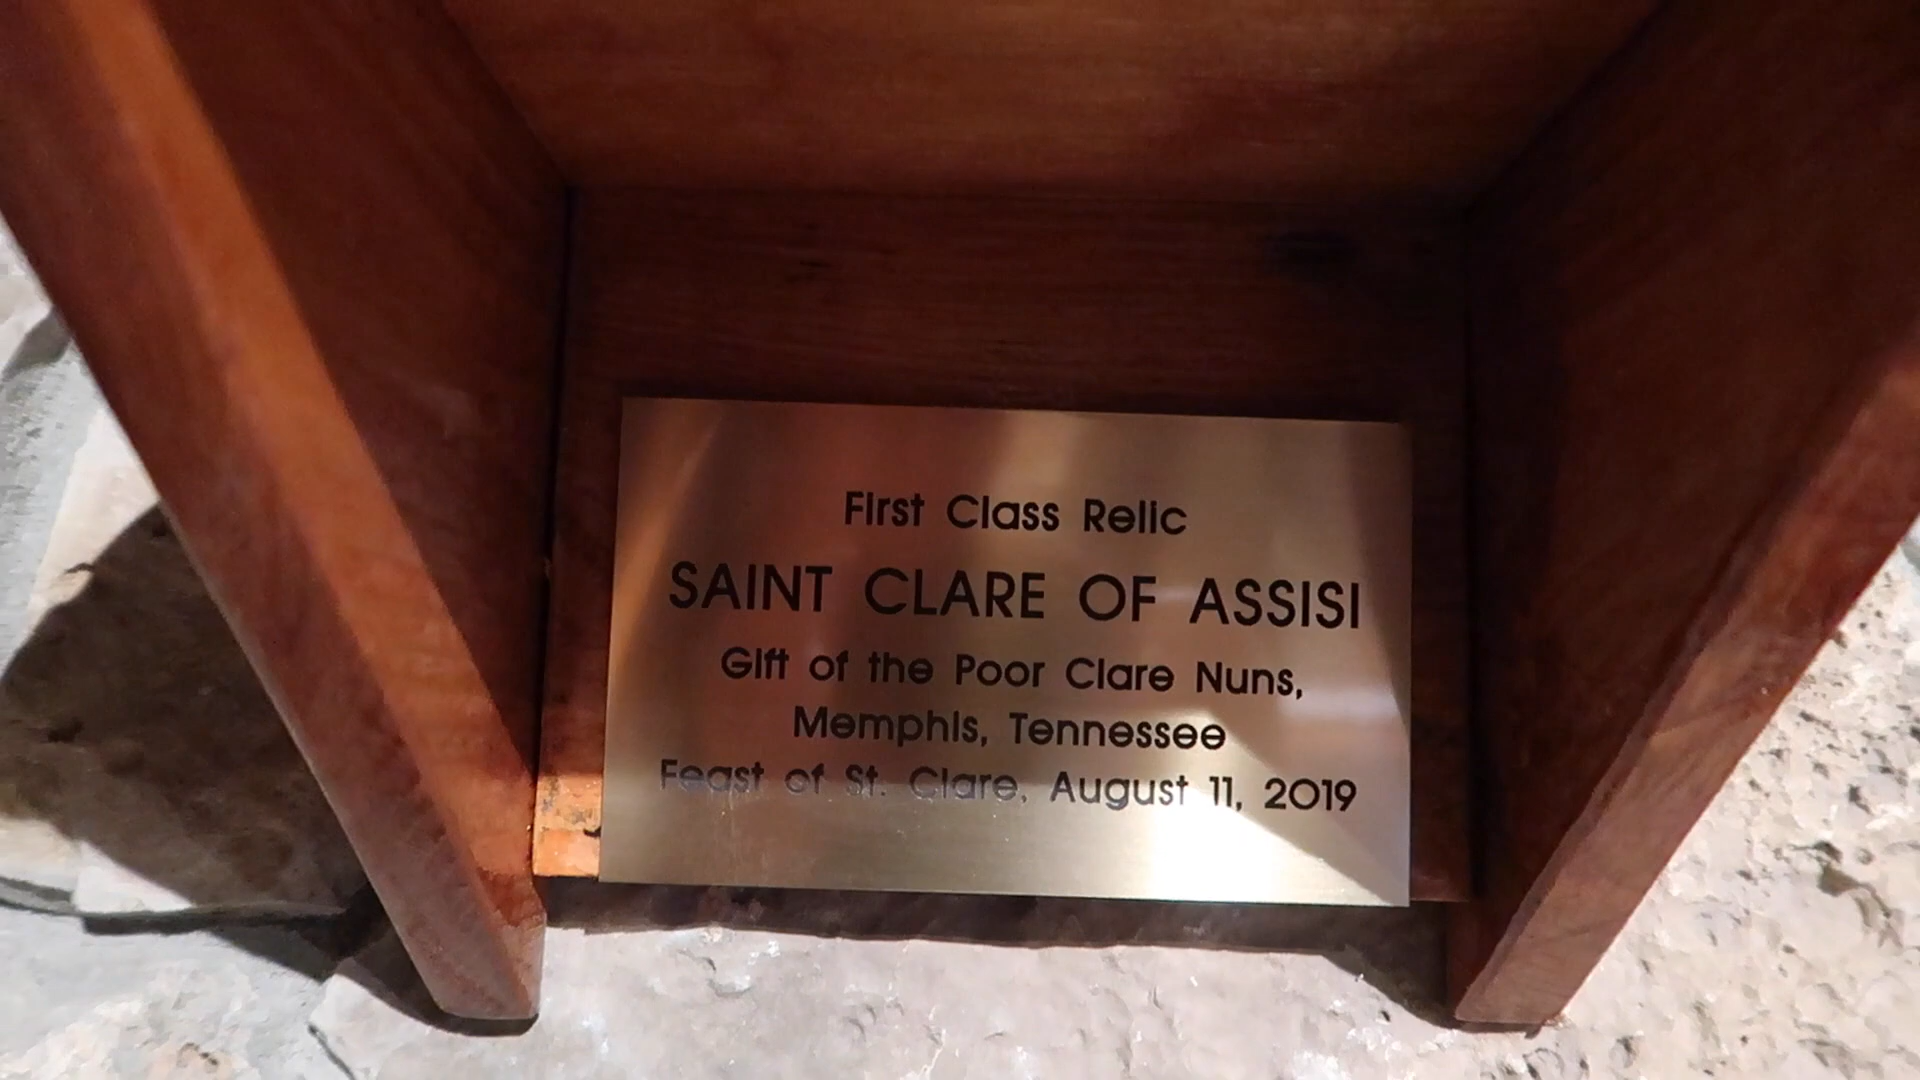 First Class Relic
SAINT CLARE OF ASSISI
Gift of the Poor Clare Nuns,
Memphis, Tennessee
Feast of St. Clare, August 11, 2019